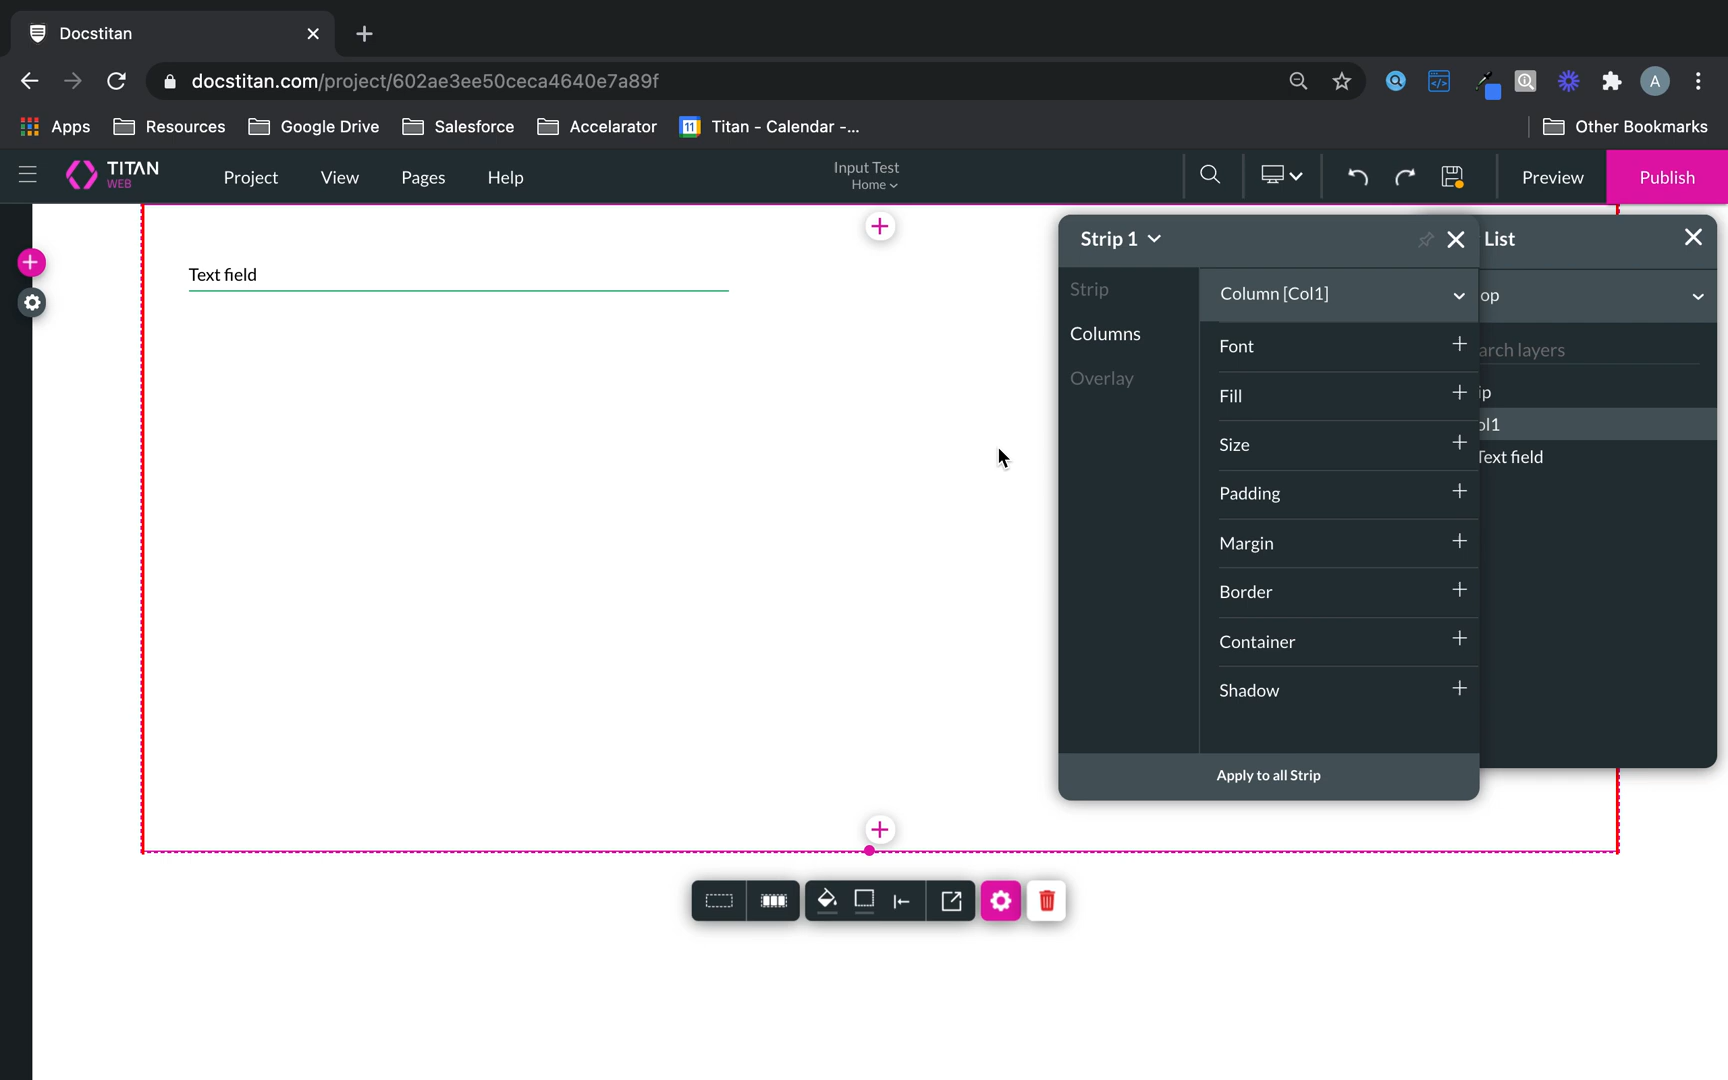 Docstitan
docstitan.com/project/602ae3ee50ceca4640e7a89f
A
Apps
Resources
Google Drive
Salesforce
Accelarator
11
Titan - Calendar -...
Other Bookmarks
TITAN
WEB
Project
View
Pages
Help
Input Test
Home
Preview
Publish
Text field
Strip 1
List
Strip
Columns
Overlay
Column [Col1]
Font
Fill
Size
Padding
Margin
Border
Container
Shadow
Apply to all Strip
op
arch layers
ip
ol1
Text field